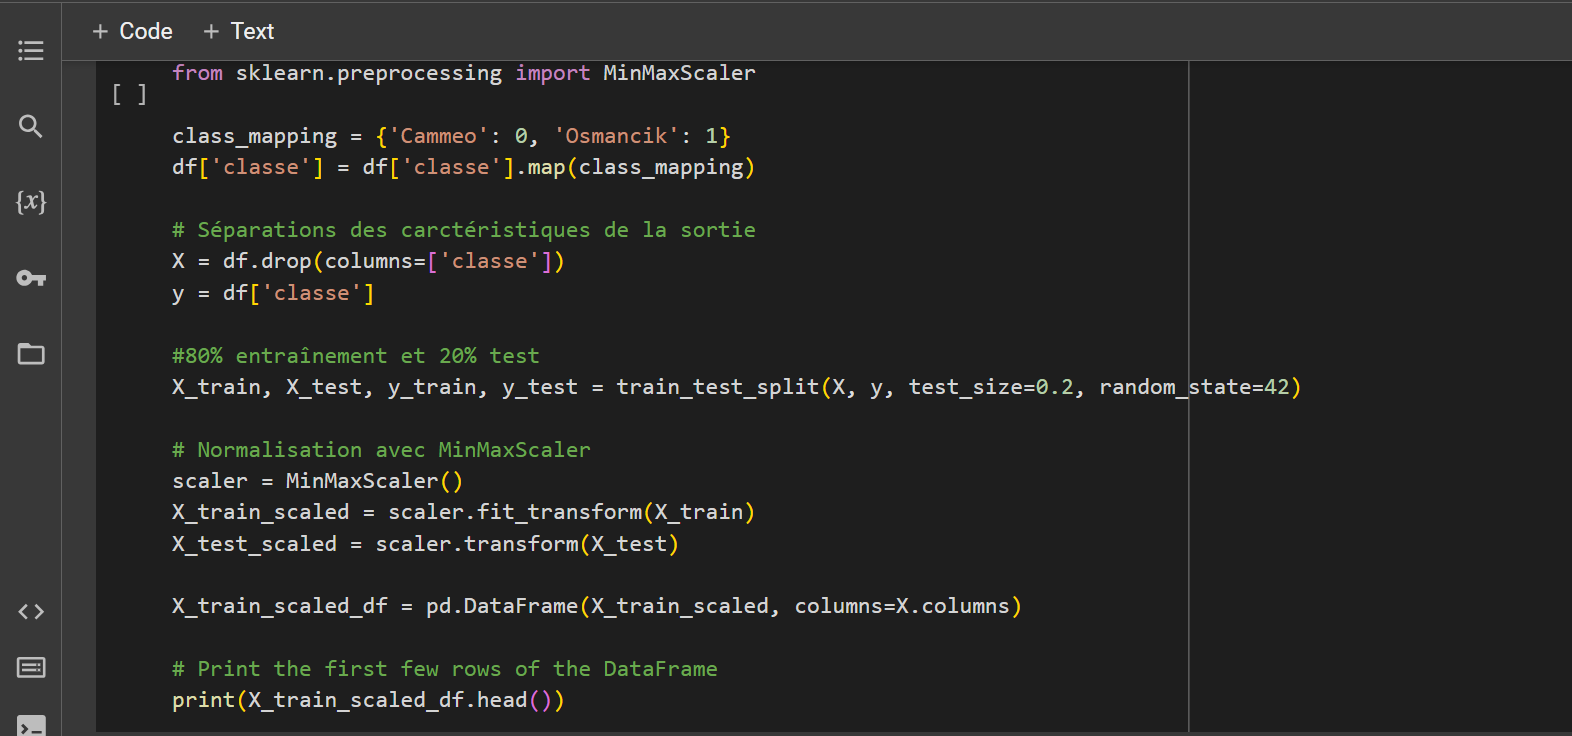 + Code + Text
from sklearn.preprocessing import MinMaxScaler
[ ]
class_mapping = {'Cammeo': 0, 'Osmancik': 1}
df['classe'] = df['classe'].map(class_mapping)
# Séparations des carctéristiques de la sortie
X = df.drop(columns=['classe'])
y = df['classe']
#80% entraînement et 20% test
X_train, X_test, y_train, y_test = train_test_split(X, y, test_size=0.2, random_state=42)
# Normalisation avec MinMaxScaler
scaler = MinMaxScaler()
X_train_scaled = scaler.fit_transform(X_train)
X_test_scaled = scaler.transform(X_test)
X_train_scaled_df = pd.DataFrame(X_train_scaled, columns=X.columns)
# Print the first few rows of the DataFrame
print(X_train_scaled_df.head())